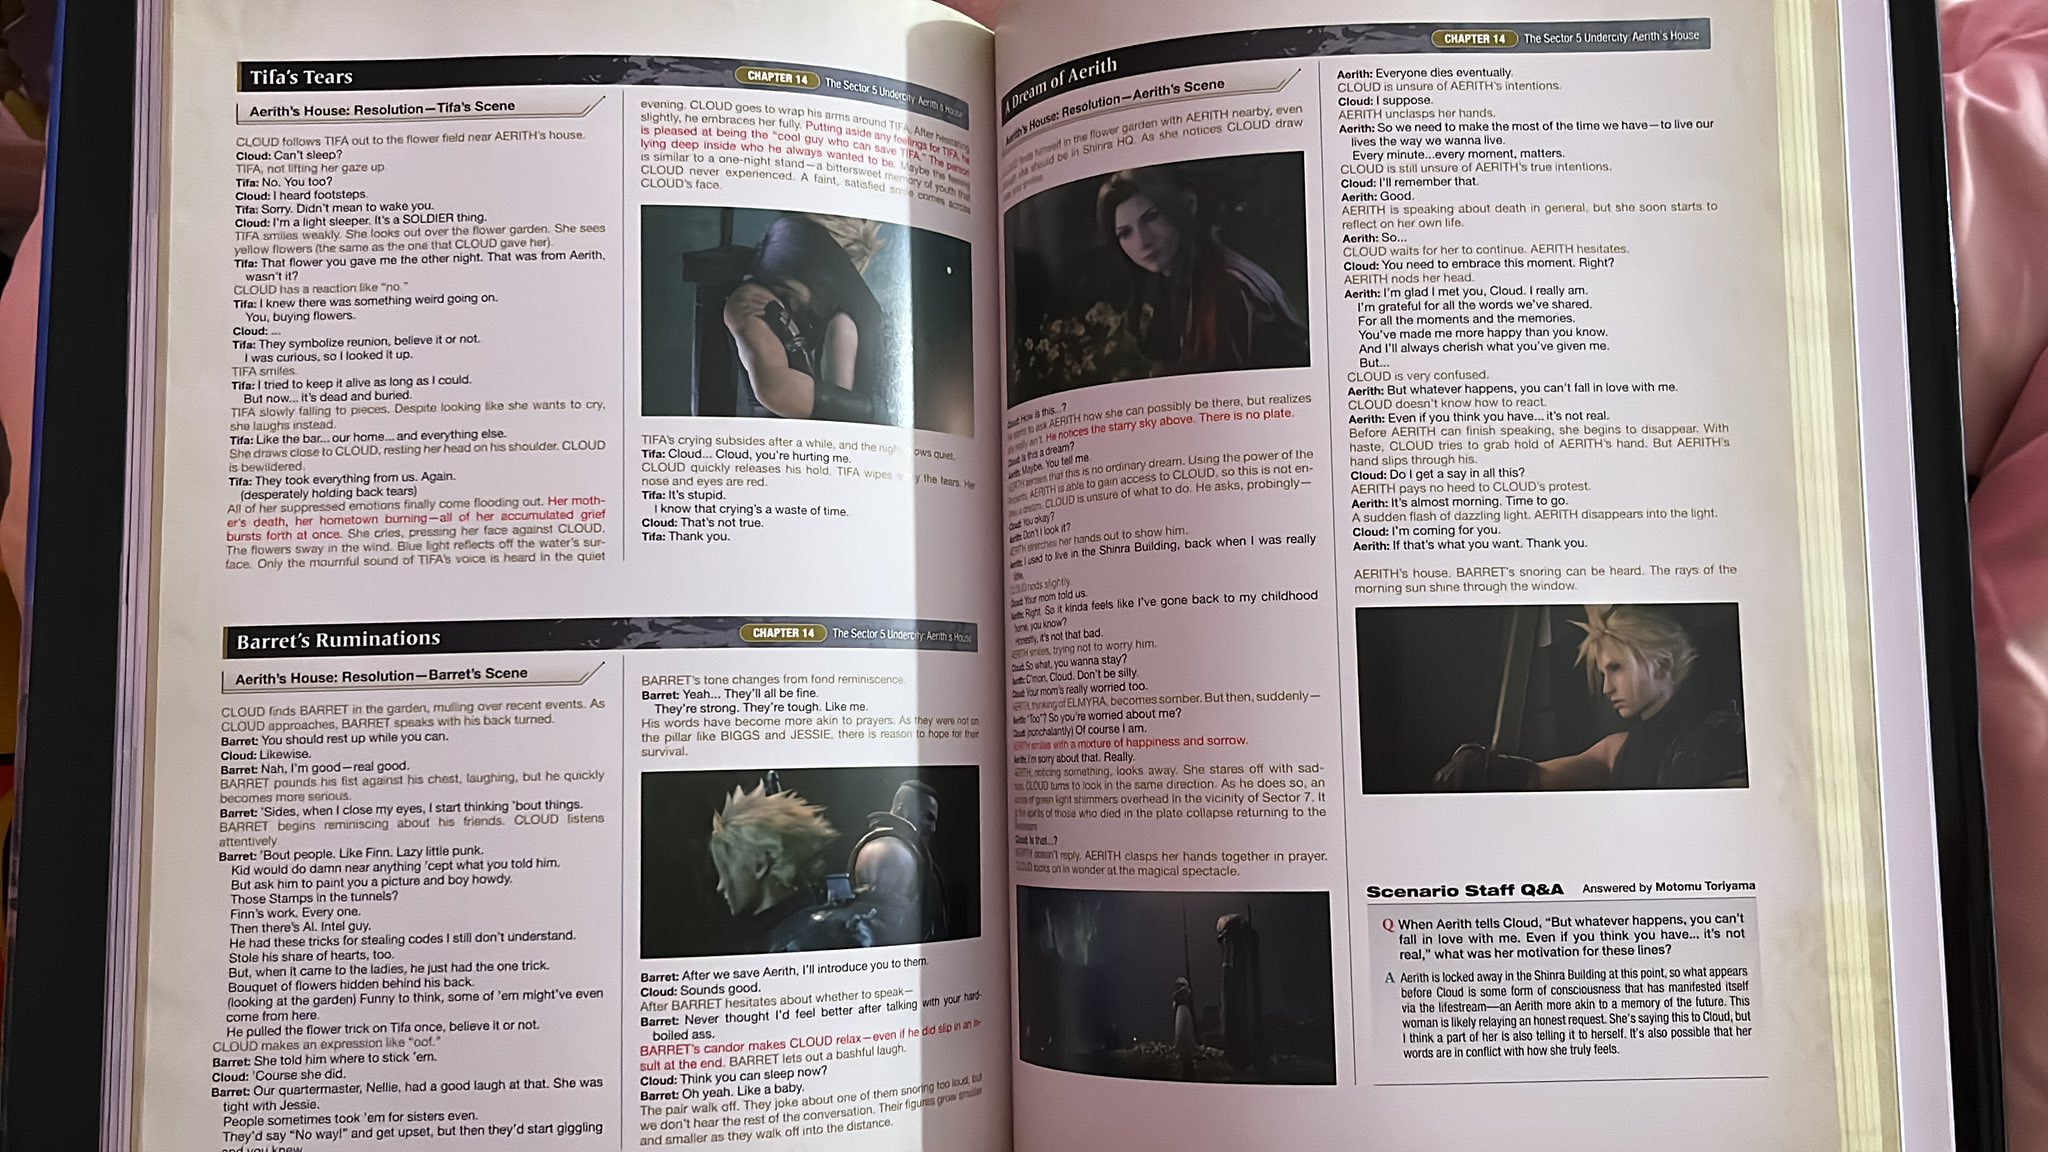 Tifa's Tears
CHAPTER 14 The Sector 5 Undercity: Aerith's House
Aerith's House: Resolution—Tifa's Scene
CLOUD follows TIFA out to the flower field near AERITH's house.
Cloud: Can't sleep?
TIFA, not lifting her gaze up.
Tifa: No. You too?
Cloud: I heard footsteps.
Tifa: Sorry. Didn't mean to wake you.
Cloud: I'm a light sleeper. It's a SOLDIER thing.
TIFA smiles weakly. She looks out over the flower garden. She sees
yellow flowers (the same as the one that CLOUD gave her).
Tifa: That flower you gave me the other night. That was from Aerith,
wasn't it?
CLOUD has a reaction like "no."
Tifa: I knew there was something weird going on.
You, buying flowers.
Cloud: ...
Tifa: They symbolize reunion, believe it or not.
I was curious, so I looked it up.
TIFA smiles.
Tifa: I tried to keep it alive as long as I could.
But now... it's dead and buried.
TIFA slowly falling to pieces. Despite looking like she wants to cry,
she laughs instead.
Tifa: Like the bar... our home... and everything else.
She draws close to CLOUD, resting her head on his shoulder. CLOUD
is bewildered.
Tifa: They took everything from us. Again.
(desperately holding back tears)
All of her suppressed emotions finally come flooding out. Her moth-
er's death, her hometown burning—all of her accumulated grief
bursts forth at once. She cries, pressing her face against CLOUD.
The flowers sway in the wind. Blue light reflects off the water's sur-
face. Only the mournful sound of TIFA's voice is heard in the quiet
evening. CLOUD goes to wrap his arms around TIFA. After hesitating
slightly, he embraces her fully. Putting aside any feelings for TIFA, he
is pleased at being the "cool guy who can save TIFA." The person
lying deep inside who he always wanted to be. Maybe the feeling
is similar to a one-night stand—a bittersweet memory of youth that
CLOUD never experienced. A faint, satisfied smile comes across
CLOUD's face.
TIFA's crying subsides after a while, and the night grows quiet.
Tifa: Cloud... Cloud, you're hurting me.
CLOUD quickly releases his hold. TIFA wipes away the tears. Her
nose and eyes are red.
Tifa: It's stupid.
I know that crying's a waste of time.
Cloud: That's not true.
Tifa: Thank you.
Barret's Ruminations
CHAPTER 14 The Sector 5 Undercity: Aerith's House
Aerith's House: Resolution—Barret's Scene
CLOUD finds BARRET in the garden, mulling over recent events. As
CLOUD approaches, BARRET speaks with his back turned.
Barret: You should rest up while you can.
Cloud: Likewise.
Barret: Nah, I'm good—real good.
BARRET pounds his fist against his chest, laughing, but he quickly
becomes more serious.
Barret: 'Sides, when I close my eyes, I start thinking 'bout things.
BARRET begins reminiscing about his friends. CLOUD listens
attentively
Barret: 'Bout people. Like Finn. Lazy little punk.
Kid would do damn near anything 'cept what you told him.
But ask him to paint you a picture and boy howdy.
Those Stamps in the tunnels?
Finn's work. Every one.
Then there's Al. Intel guy.
He had these tricks for stealing codes I still don't understand.
Stole his share of hearts, too.
But, when it came to the ladies, he just had the one trick.
Bouquet of flowers hidden behind his back.
(looking at the garden) Funny to think, some of 'em might've even
come from here.
He pulled the flower trick on Tifa once, believe it or not.
CLOUD makes an expression like "oof."
Barret: She told him where to stick 'em.
Cloud: 'Course she did.
Barret: Our quartermaster, Nellie, had a good laugh at that. She was
tight with Jessie.
People sometimes took 'em for sisters even.
They'd say "No way!" and get upset, but then they'd start giggling
and you knew
BARRET's tone changes from fond reminiscence.
Barret: Yeah... They'll all be fine.
They're strong. They're tough. Like me.
His words have become more akin to prayers. As they were not on
the pillar like BIGGS and JESSIE, there is reason to hope for their
survival.
Barret: After we save Aerith, I'll introduce you to them.
Cloud: Sounds good.
After BARRET hesitates about whether to speak—
Barret: Never thought I'd feel better after talking with your hard-
boiled ass.
BARRET's candor makes CLOUD relax—even if he did slip in an in-
sult at the end. BARRET lets out a bashful laugh.
Cloud: Think you can sleep now?
Barret: Oh yeah. Like a baby.
The pair walk off. They joke about one of them snoring too loud, but
we don't hear the rest of the conversation. Their figures grow smaller
and smaller as they walk off into the distance.
A Dream of Aerith
CHAPTER 14 The Sector 5 Undercity: Aerith's House
Aerith's House: Resolution—Aerith's Scene
himself in the flower garden with AERITH nearby, even
though she should be in Shinra HQ. As she notices CLOUD draw
Cloud: How is this...?
He starts to ask AERITH how she can possibly be there, but realizes
she really isn't. He notices the starry sky above. There is no plate.
Cloud: Is this a dream?
Aerith: Maybe. You tell me.
AERITH senses that this is no ordinary dream. Using the power of the
Ancients, AERITH is able to gain access to CLOUD, so this is not en-
tirely a dream. CLOUD is unsure of what to do. He asks, probingly—
Cloud: You okay?
Aerith: Don't I look it?
AERITH stretches her hands out to show him.
Aerith: I used to live in the Shinra Building, back when I was really
little.
CLOUD nods slightly.
Cloud: Your mom told us.
Aerith: Right. So it kinda feels like I've gone back to my childhood
home, you know?
Honestly, it's not that bad.
AERITH smiles, trying not to worry him.
Cloud: So what, you wanna stay?
Aerith: C'mon, Cloud. Don't be silly.
Cloud: Your mom's really worried too.
AERITH, thinking of ELMYRA, becomes somber. But then, suddenly—
Aerith: "Too"? So you're worried about me?
Cloud: (nonchalantly) Of course I am.
AERITH smiles with a mixture of happiness and sorrow.
Aerith: I'm sorry about that. Really.
AERITH, noticing something, looks away. She stares off with sad-
ness. CLOUD turns to look in the same direction. As he does so, an
of green light shimmers overhead in the vicinity of Sector 7. It
is the spirits of those who died in the plate collapse returning to the
lifestream.
Cloud: Is that...?
AERITH doesn't reply. AERITH clasps her hands together in prayer.
CLOUD looks on in wonder at the magical spectacle.
Aerith: Everyone dies eventually.
CLOUD is unsure of AERITH's intentions.
Cloud: I suppose.
AERITH unclasps her hands.
Aerith: So we need to make the most of the time we have—to live our
lives the way we wanna live.
Every minute...every moment, matters.
CLOUD is still unsure of AERITH's true intentions.
Cloud: I'll remember that.
Aerith: Good.
AERITH is speaking about death in general, but she soon starts to
reflect on her own life.
Aerith: So...
CLOUD waits for her to continue. AERITH hesitates.
Cloud: You need to embrace this moment. Right?
AERITH nods her head.
Aerith: I'm glad I met you, Cloud. I really am.
I'm grateful for all the words we've shared.
For all the moments and the memories.
You've made me more happy than you know.
And I'll always cherish what you've given me.
But...
CLOUD is very confused.
Aerith: But whatever happens, you can't fall in love with me.
CLOUD doesn't know how to react.
Aerith: Even if you think you have... it's not real.
Before AERITH can finish speaking, she begins to disappear. With
haste, CLOUD tries to grab hold of AERITH's hand. But AERITH's
hand slips through his.
Cloud: Do I get a say in all this?
AERITH pays no heed to CLOUD's protest.
Aerith: It's almost morning. Time to go.
A sudden flash of dazzling light. AERITH disappears into the light.
Cloud: I'm coming for you.
Aerith: If that's what you want. Thank you.
AERITH's house. BARRET's snoring can be heard. The rays of the
morning sun shine through the window.
Scenario Staff Q&A Answered by Motomu Toriyama
Q When Aerith tells Cloud, "But whatever happens, you can't
fall in love with me. Even if you think you have... it's not
real," what was her motivation for these lines?
A Aerith is locked away in the Shinra Building at this point, so what appears
before Cloud is some form of consciousness that has manifested itself
via the lifestream—an Aerith more akin to a memory of the future. This
woman is likely relaying an honest request. She's saying this to Cloud, but
I think a part of her is also telling it to herself. It's also possible that her
words are in conflict with how she truly feels.